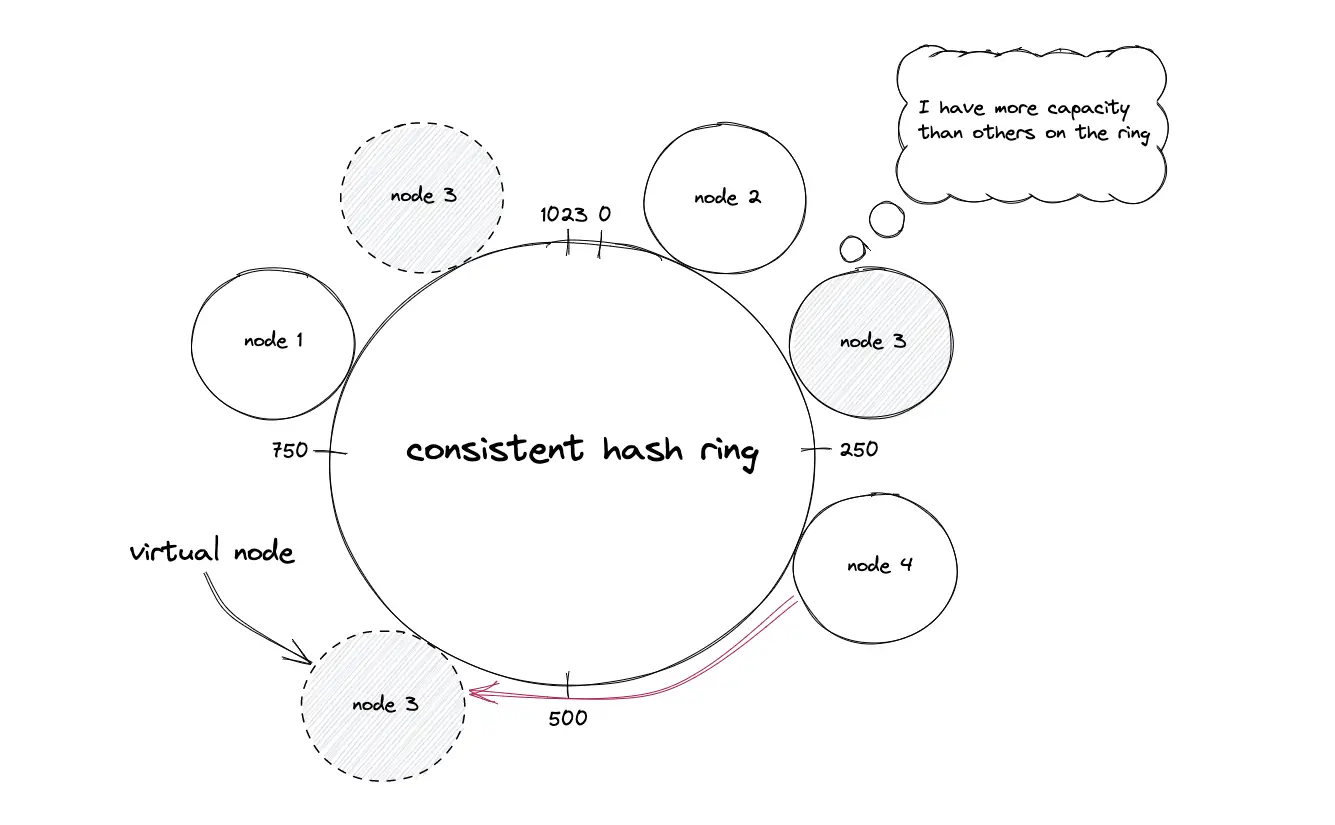 I have more capacity
than others on the ring
node 3
node 2
1023 0
node 1
node 3
750
consistent hash ring
250
virtual node
node 4
node 3
500